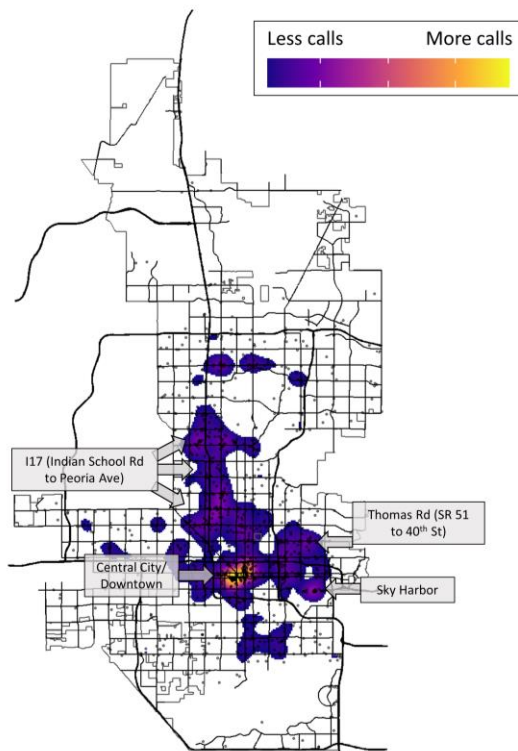 Less calls
More calls
I17 (Indian School Rd
to Peoria Ave)
Thomas Rd (SR 51
to 40th St)
Central City/
Downtown
Sky Harbor